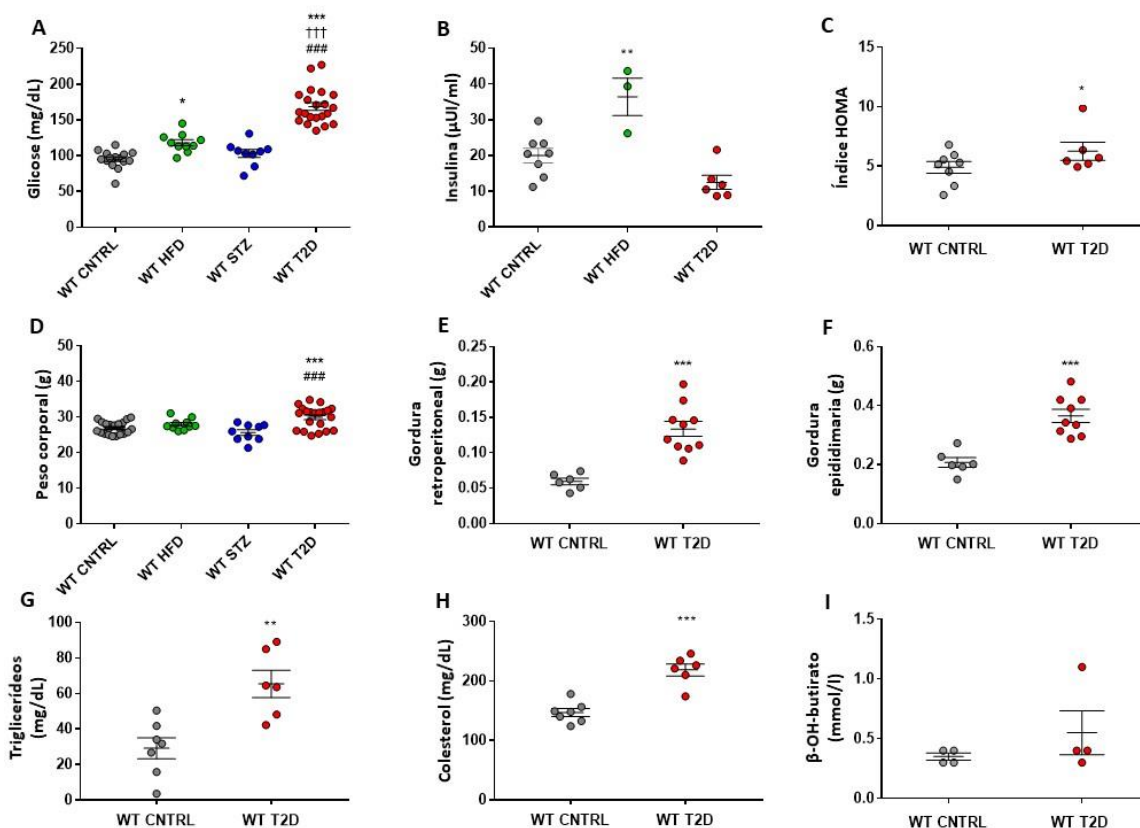 A
***
†††
###
*
Glicose (mg/dL)
250
200
150
100
50
0
WT CNTRL
WT HFD
WT STZ
WT T2D
B
**
Insulina (µUI/ml)
50
40
30
20
10
0
WT CNTRL
WT HFD
WT T2D
C
*
Índice HOMA
15
10
5
0
WT CNTRL
WT T2D
D
***
###
Peso corporal (g)
50
40
30
20
10
0
WT CNTRL
WT HFD
WT STZ
WT T2D
E
***
Gordura
retroperitoneal (g)
0.25
0.20
0.15
0.10
0.05
0.00
WT CNTRL
WT T2D
F
***
Gordura
epididimaria (g)
0.6
0.4
0.2
0.0
WT CNTRL
WT T2D
G
**
Triglicerídeos
(mg/dL)
100
80
60
40
20
0
WT CNTRL
WT T2D
H
***
Colesterol (mg/dL)
300
200
100
0
WT CNTRL
WT T2D
I
β-OH-butirato
(mmol/l)
1.5
1.0
0.5
0.0
WT CNTRL
WT T2D